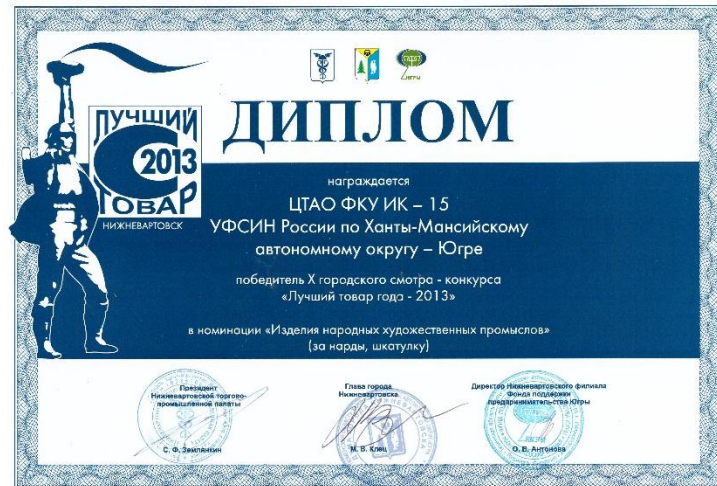 ДИПЛОМ
ЛУЧШИЙ
2013
ТОВАР
НИЖНЕВАРТОВСК
награждается
ЦТАО ФКУ ИК – 15
УФСИН России по Ханты-Мансийскому
автономному округу – Югре
победитель X городского смотра - конкурса
«Лучший товар года - 2013»
в номинации «Изделия народных художественных промыслов»
(за нарды, шкатулку)
Президент
Нижневартовской торгово-
промышленной палаты
С. Ф. Землянкин
Глава города
Нижневартовска
М. В. Клец
Директор Нижневартовского филиала
Фонда поддержки
предпринимательства Югры
О. В. Антонова